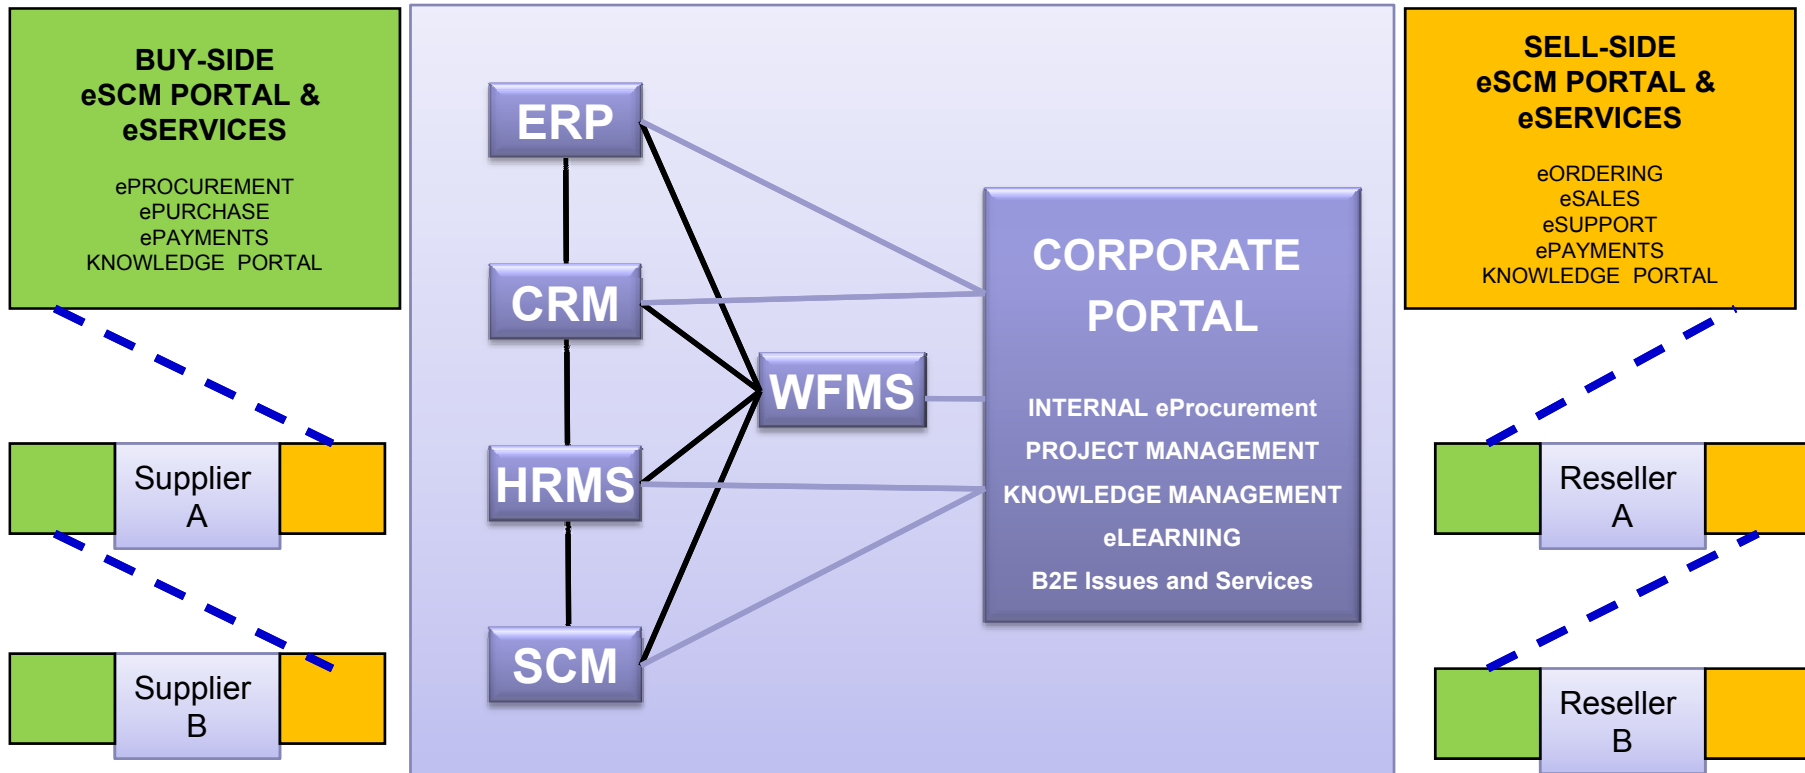 BUY-SIDE
eSCM PORTAL &
eSERVICES
ePROCUREMENT
ePURCHASE
ePAYMENTS
KNOWLEDGE PORTAL
Supplier
A
Supplier
B
ERP
CRM
HRMS
SCM
WFMS
CORPORATE
PORTAL
INTERNAL eProcurement
PROJECT MANAGEMENT
KNOWLEDGE MANAGEMENT
eLEARNING
B2E Issues and Services
SELL-SIDE
eSCM PORTAL &
eSERVICES
eORDERING
eSALES
eSUPPORT
ePAYMENTS
KNOWLEDGE PORTAL
Reseller
A
Reseller
B